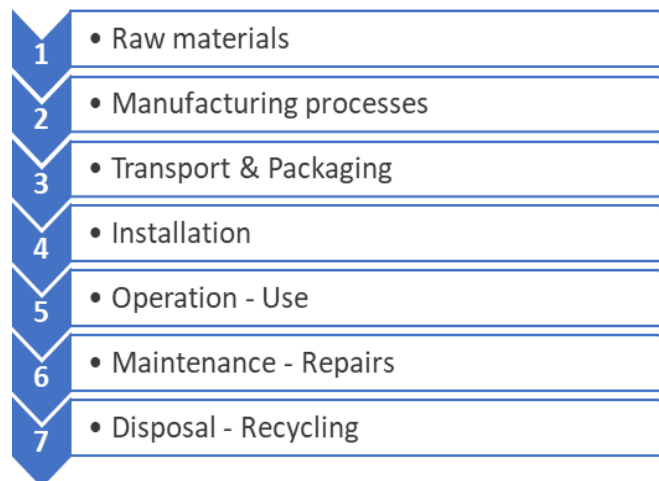 1 • Raw materials
2 • Manufacturing processes
3 • Transport & Packaging
4 • Installation
5 • Operation - Use
6 • Maintenance - Repairs
7 • Disposal - Recycling